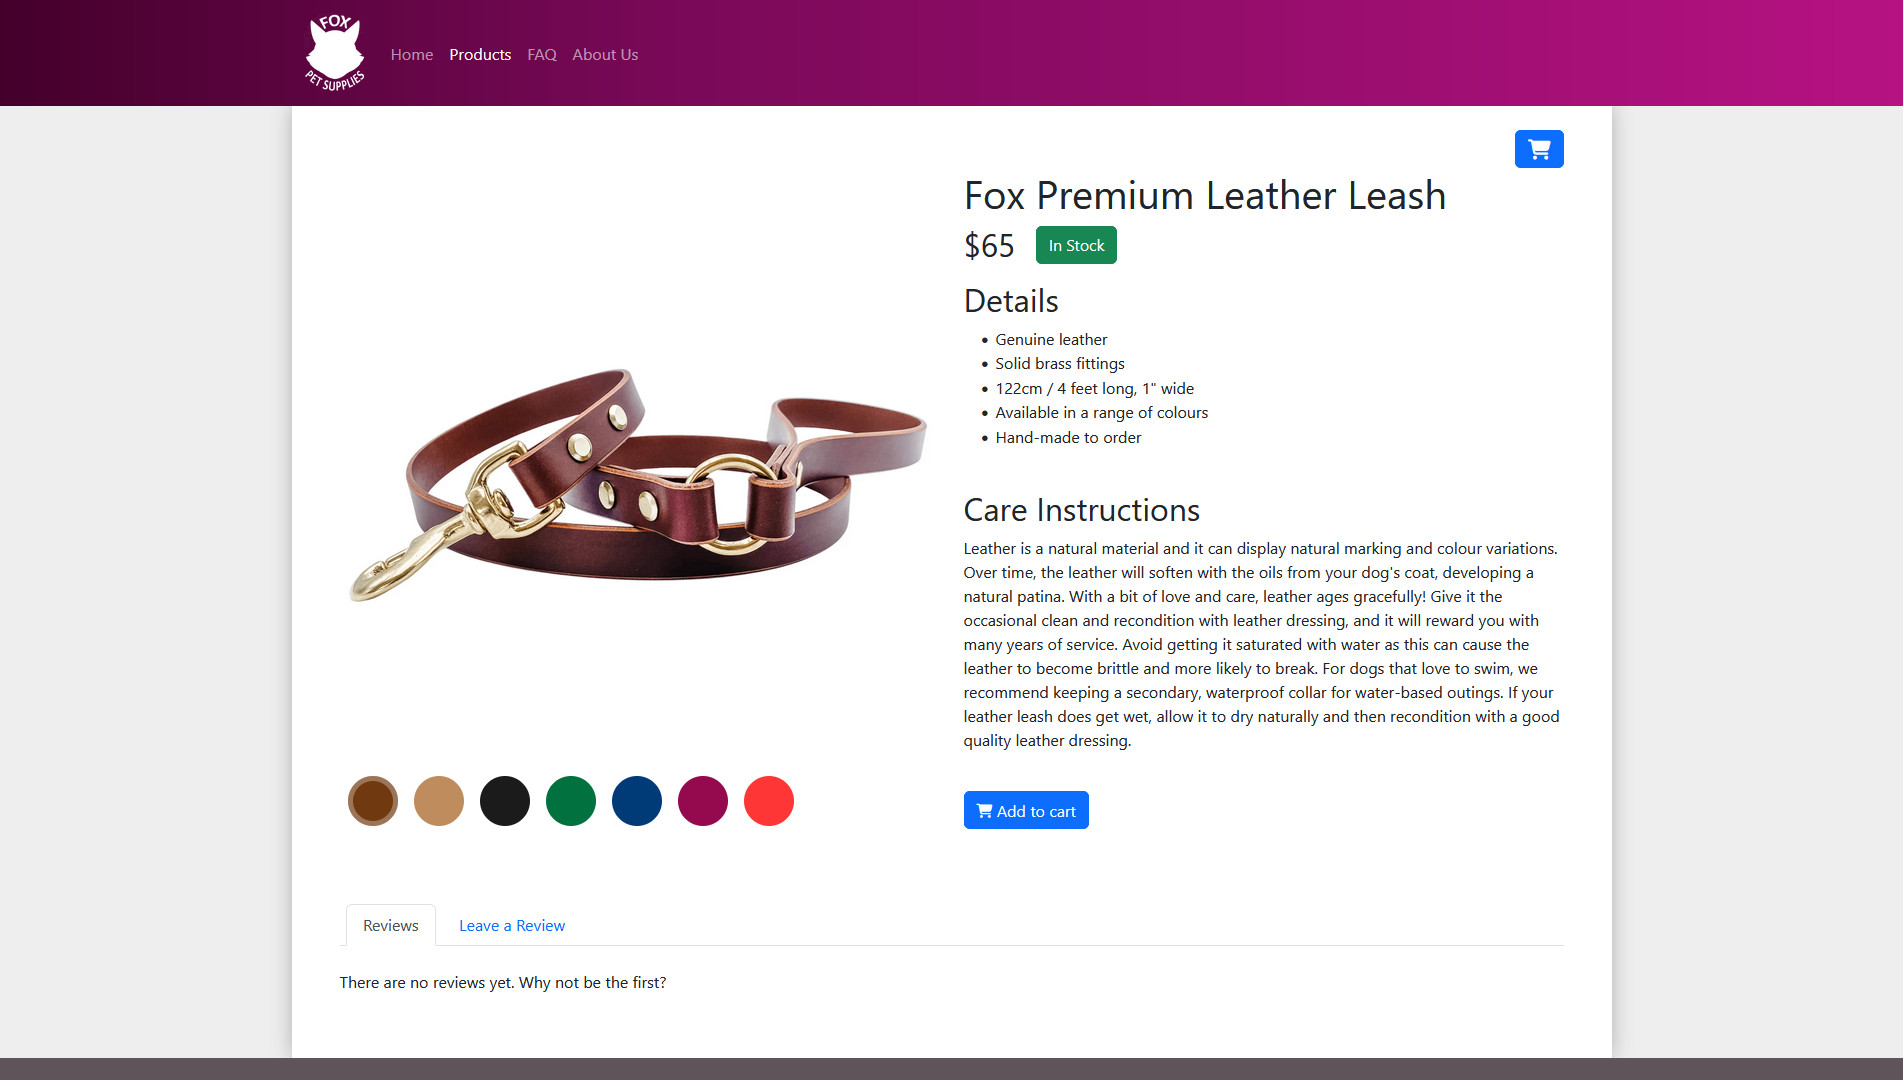 FOX
PET SUPPLIES
Home Products FAQ About Us
Fox Premium Leather Leash
$65 In Stock
Details
• Genuine leather
• Solid brass fittings
• 122cm / 4 feet long, 1" wide
• Available in a range of colours
• Hand-made to order
Care Instructions
Leather is a natural material and it can display natural marking and colour variations.
Over time, the leather will soften with the oils from your dog's coat, developing a
natural patina. With a bit of love and care, leather ages gracefully! Give it the
occasional clean and recondition with leather dressing, and it will reward you with
many years of service. Avoid getting it saturated with water as this can cause the
leather to become brittle and more likely to break. For dogs that love to swim, we
recommend keeping a secondary, waterproof collar for water-based outings. If your
leather leash does get wet, allow it to dry naturally and then recondition with a good
quality leather dressing.
Add to cart
Reviews Leave a Review
There are no reviews yet. Why not be the first?